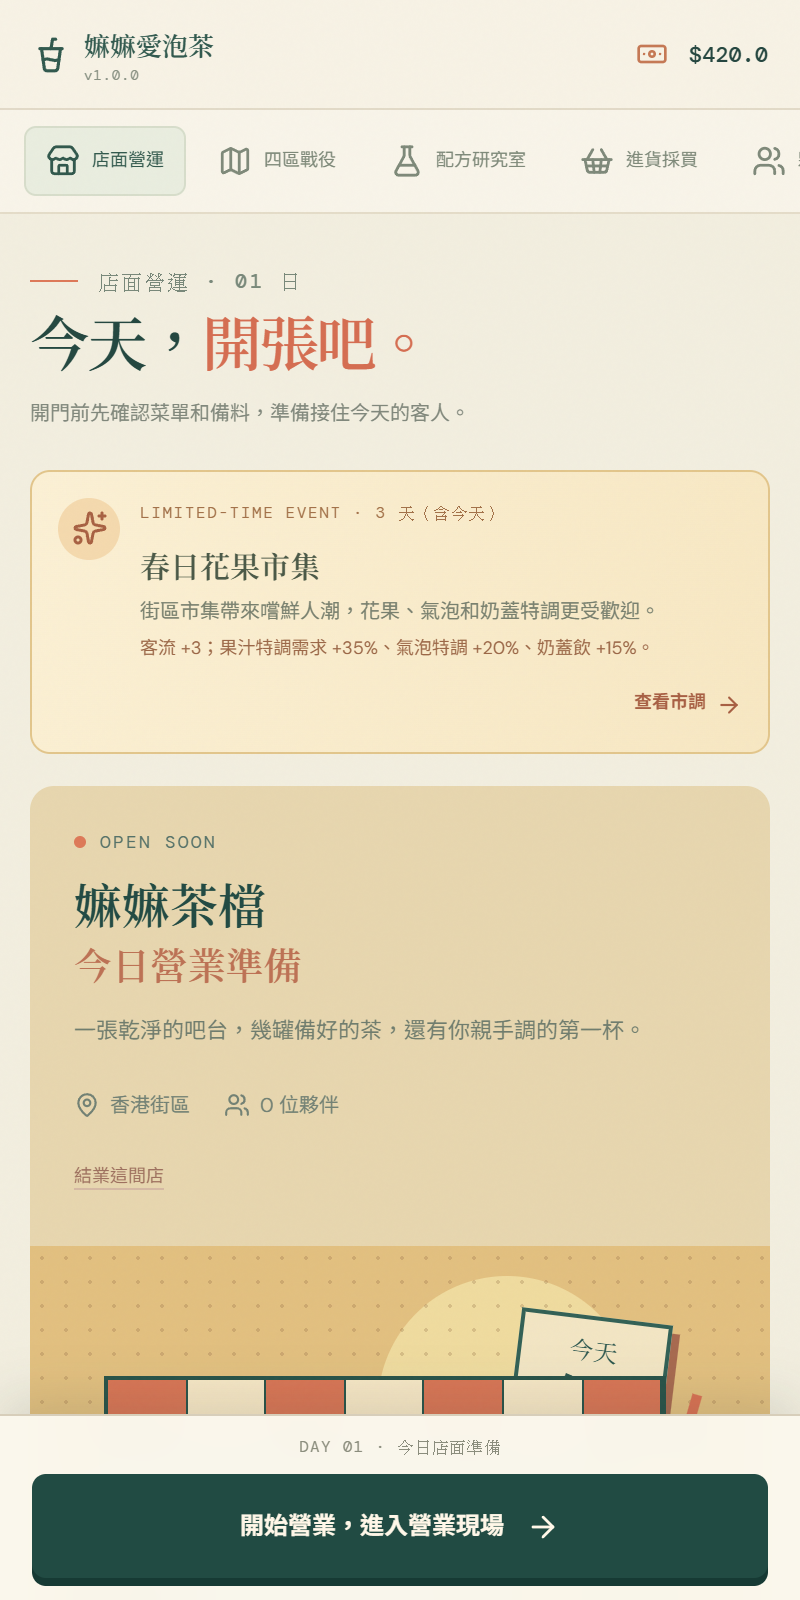 嫲嫲愛泡茶
v1.0.0
$420.0
店面營運
四區戰役
配方研究室
進貨採買
店面營運 · 01 日
今天，開張吧。
開門前先確認菜單和備料，準備接住今天的客人。
LIMITED-TIME EVENT · 3 天（含今天）
春日花果市集
街區市集帶來嚐鮮人潮，花果、氣泡和奶蓋特調更受歡迎。
客流 +3；果汁特調需求 +35%、氣泡特調 +20%、奶蓋飲 +15%。
查看市調
OPEN SOON
嫲嫲茶檔
今日營業準備
一張乾淨的吧台，幾罐備好的茶，還有你親手調的第一杯。
香港街區
0 位夥伴
結業這間店
今天
DAY 01 · 今日店面準備
開始營業，進入營業現場